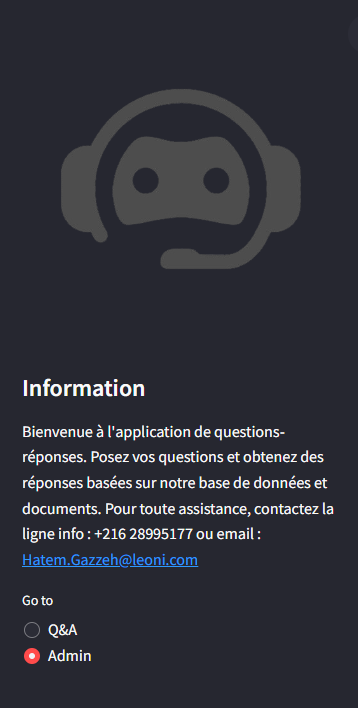 Information
Bienvenue à l'application de questions-
réponses. Posez vos questions et obtenez des
réponses basées sur notre base de données et
documents. Pour toute assistance, contactez la
ligne info : +216 28995177 ou email :
Hatem.Gazzeh@leoni.com
Go to
Q&A
Admin